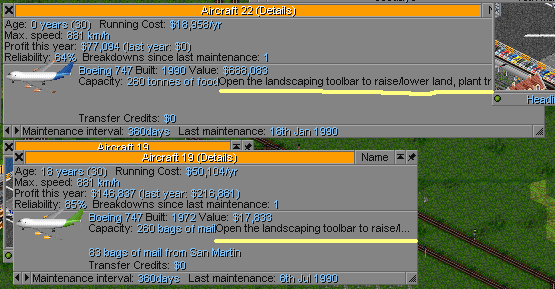 Aircraft 22 (Details)
Age: 0 years (30) Running Cost: $18,958/yr
Max. speed: 881 km/h
Profit this year: $77,094 (last year: $0)
Reliability: 64% Breakdowns since last maintenance: 1
Boeing 747 Built: 1990 Value: $688,083
Capacity: 260 tonnes of food Open the landscaping toolbar to raise/lower land, plant tr
Transfer Credits: $0
Maintenance interval: 360days Last maintenance: 16th Jan 1990
Headi
Aircraft 19
Aircraft 19 (Details) Name
Age: 18 years (30) Running Cost: $50,104/yr
Max. speed: 881 km/h
Profit this year: $146,837 (last year: $216,861)
Reliability: 85% Breakdowns since last maintenance:
Boeing 747 Built: 1972 Value: $17,833
Capacity: 260 bags of mail Open the landscaping toolbar to raise/l...
83 bags of mail from San Martin
Transfer Credits: $0
Maintenance interval: 360days Last maintenance: 6th Jul 1990